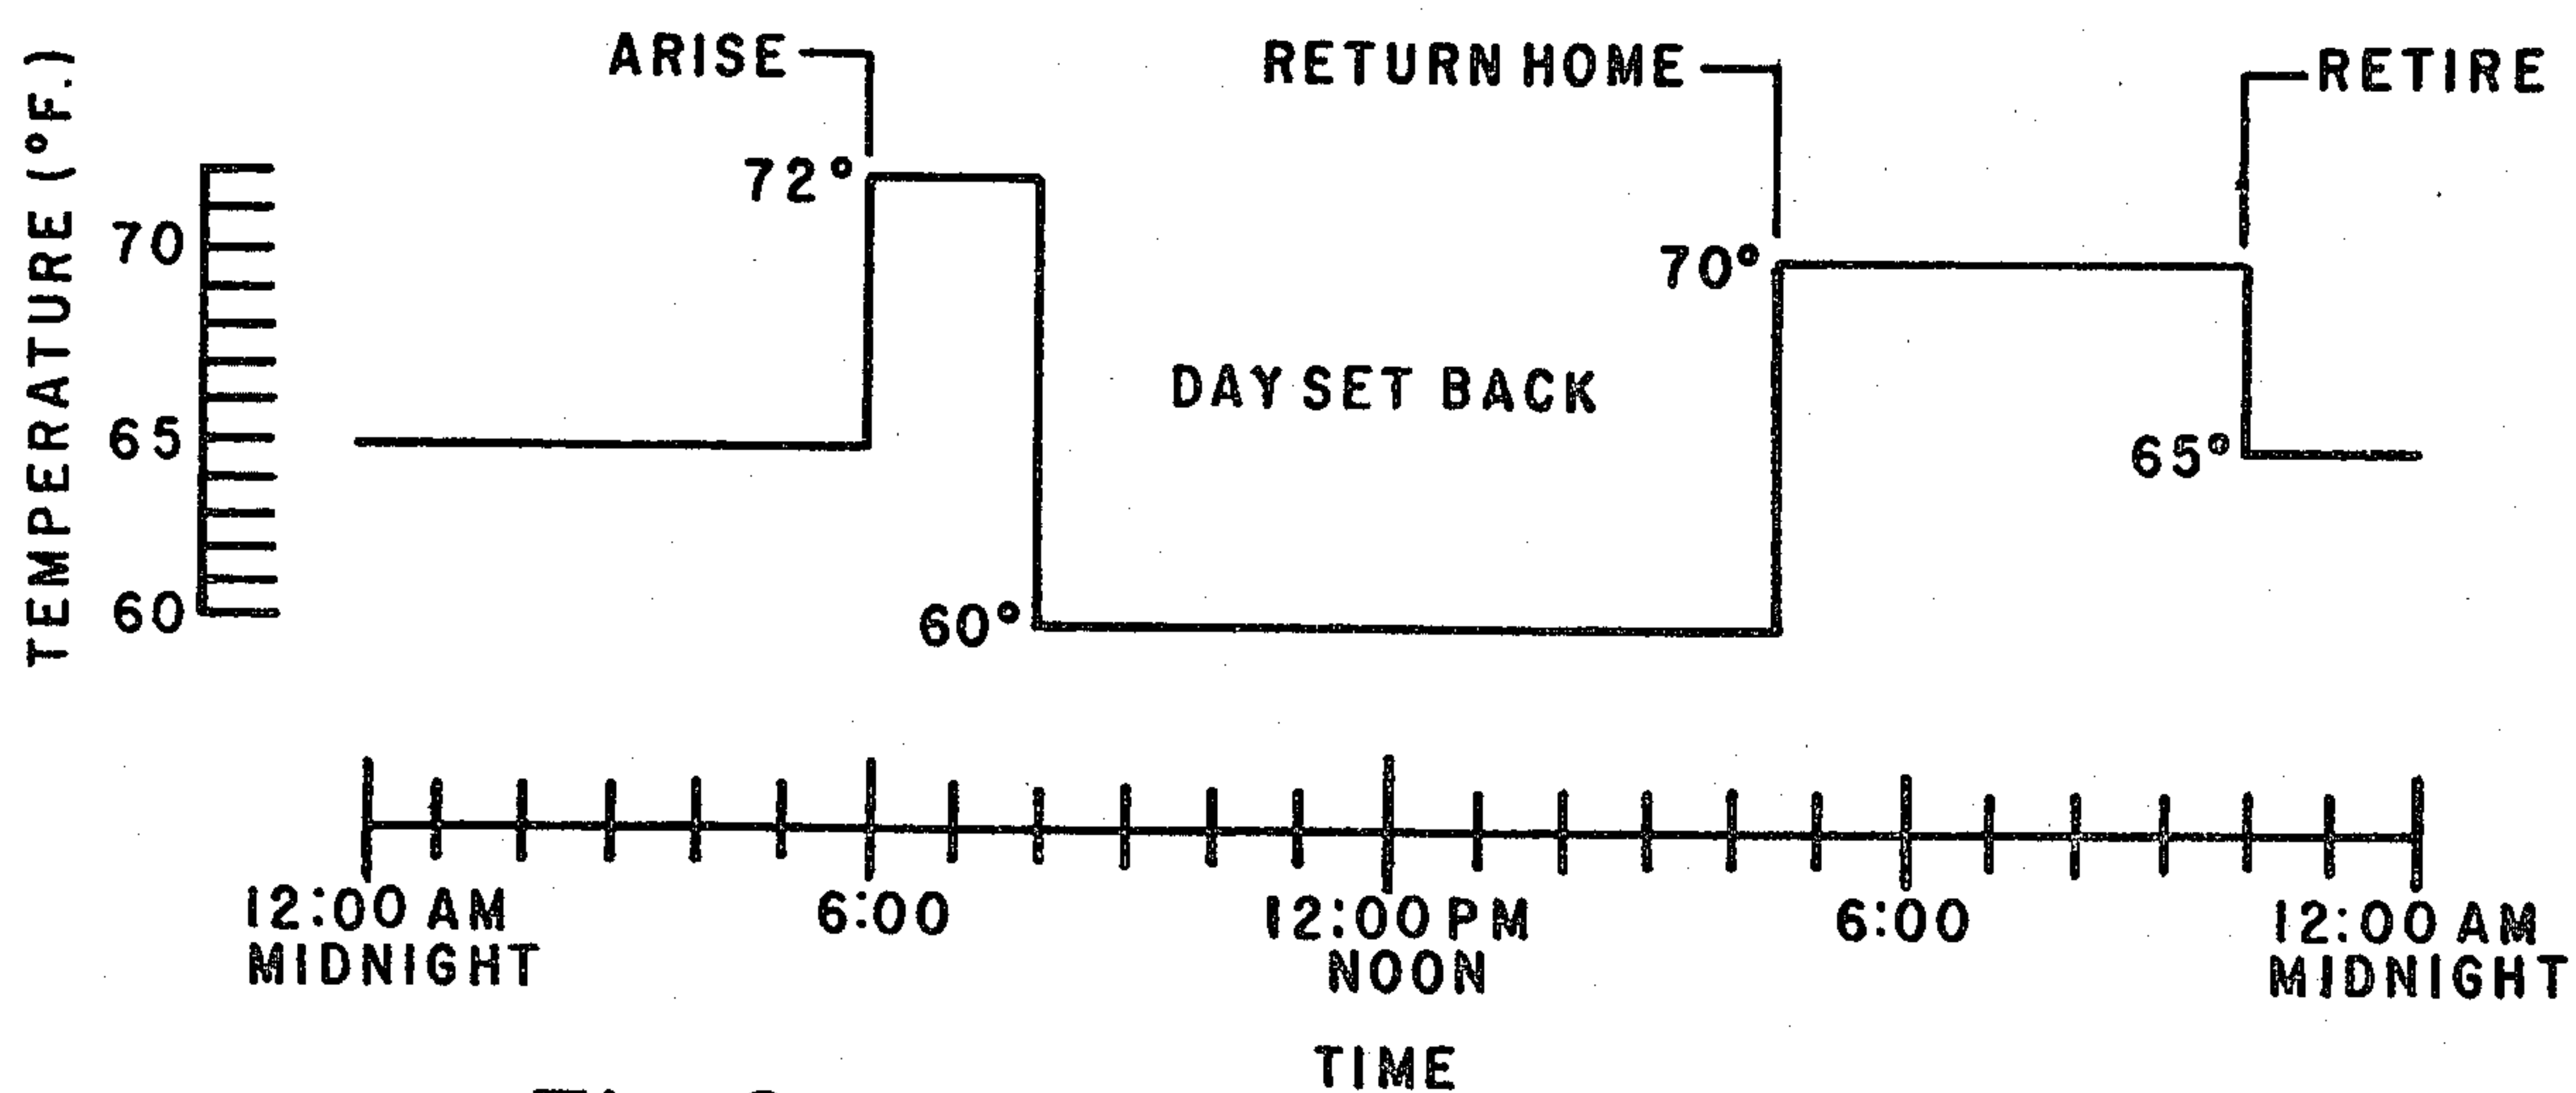 TEMPERATURE (°F.)
ARISE
RETURN HOME
RETIRE
72°
70
70°
DAY SET BACK
65
65°
60
60°
12:00 AM
MIDNIGHT
6:00
12:00 PM
NOON
6:00
12:00 AM
MIDNIGHT
TIME